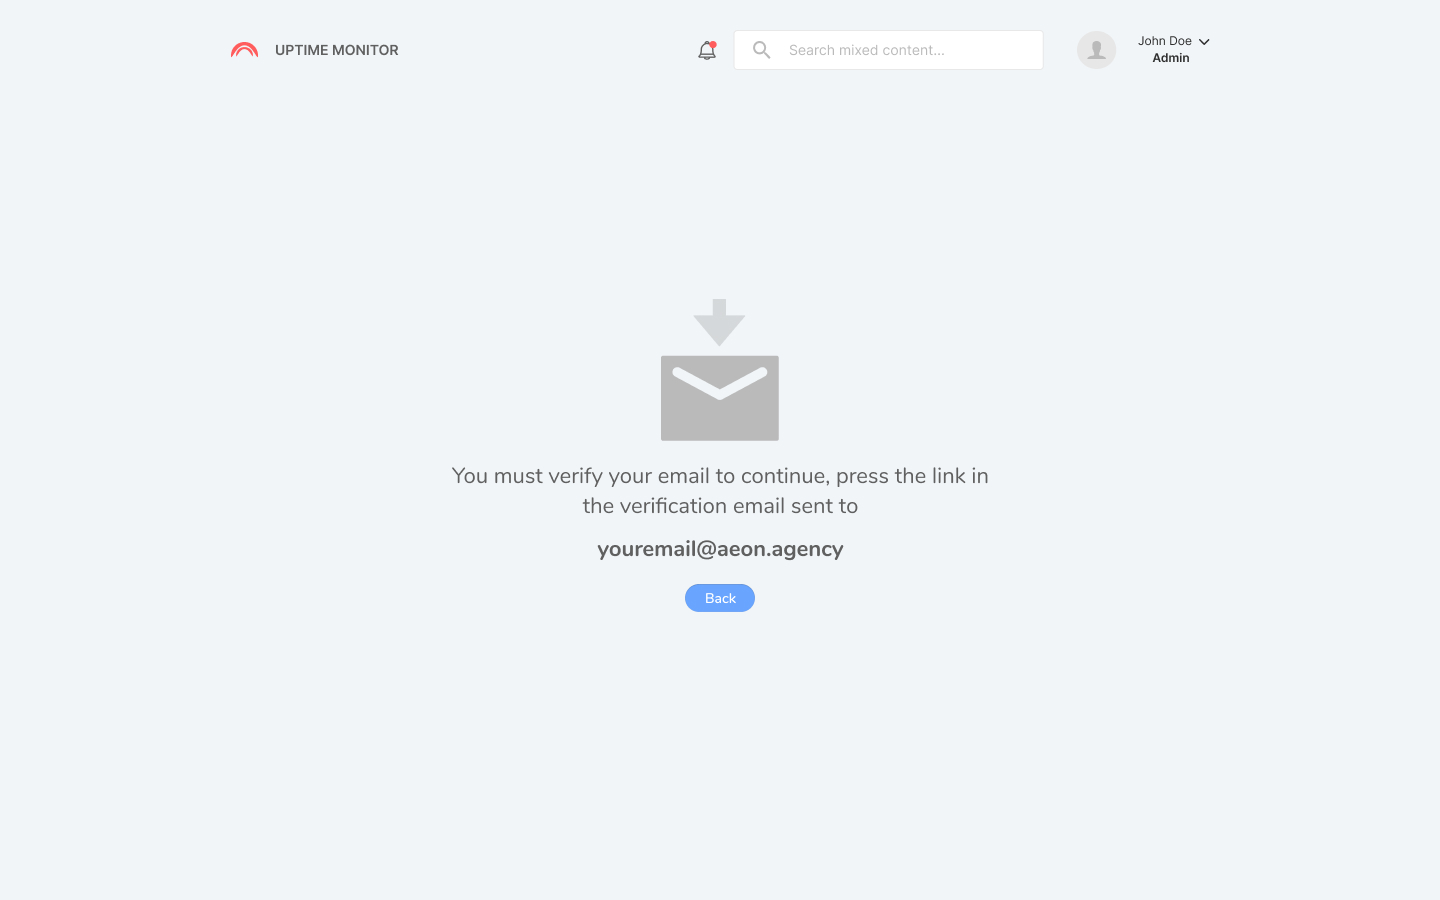 UPTIME MONITOR
Search mixed content...
John Doe
Admin
You must verify your email to continue, press the link in
the verification email sent to
youremail@aeon.agency
Back